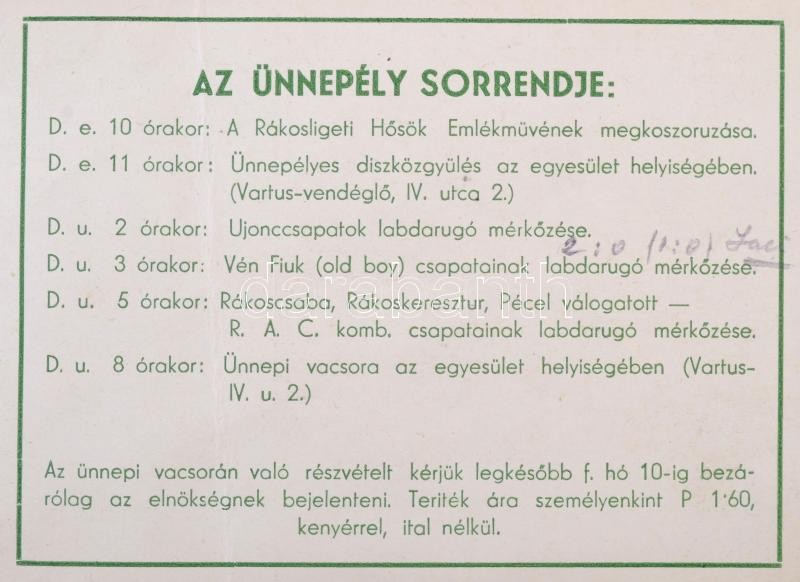 AZ ÜNNEPÉLY SORRENDJE:
D. e. 10 órakor: A Rákosligeti Hősök Emlékmüvének megkoszoruzása.
D. e. 11 órakor: Ünnepélyes diszközgyülés az egyesület helyiségében.
(Vartus-vendéglő, IV. utca 2.)
D. u. 2 órakor: Ujonccsapatok labdarugó mérkőzése.
2:0 (1:0)
D. u. 3 órakor: Vén Fiuk (old boy) csapatainak labdarugó mérkőzése.
darabanth
D. u. 5 órakor: Rákoscsaba, Rákoskeresztur, Pécel válogatott —
R. A. C. komb. csapatainak labdarugó mérkőzése.
D. u. 8 órakor: Ünnepi vacsora az egyesület helyiségében (Vartus-
IV. u. 2.)
Az ünnepi vacsorán való részvételt kérjük legkésőbb f. hó 10-ig bezá-
rólag az elnökségnek bejelenteni. Teriték ára személyenkint P 1·60,
kenyérrel, ital nélkül.